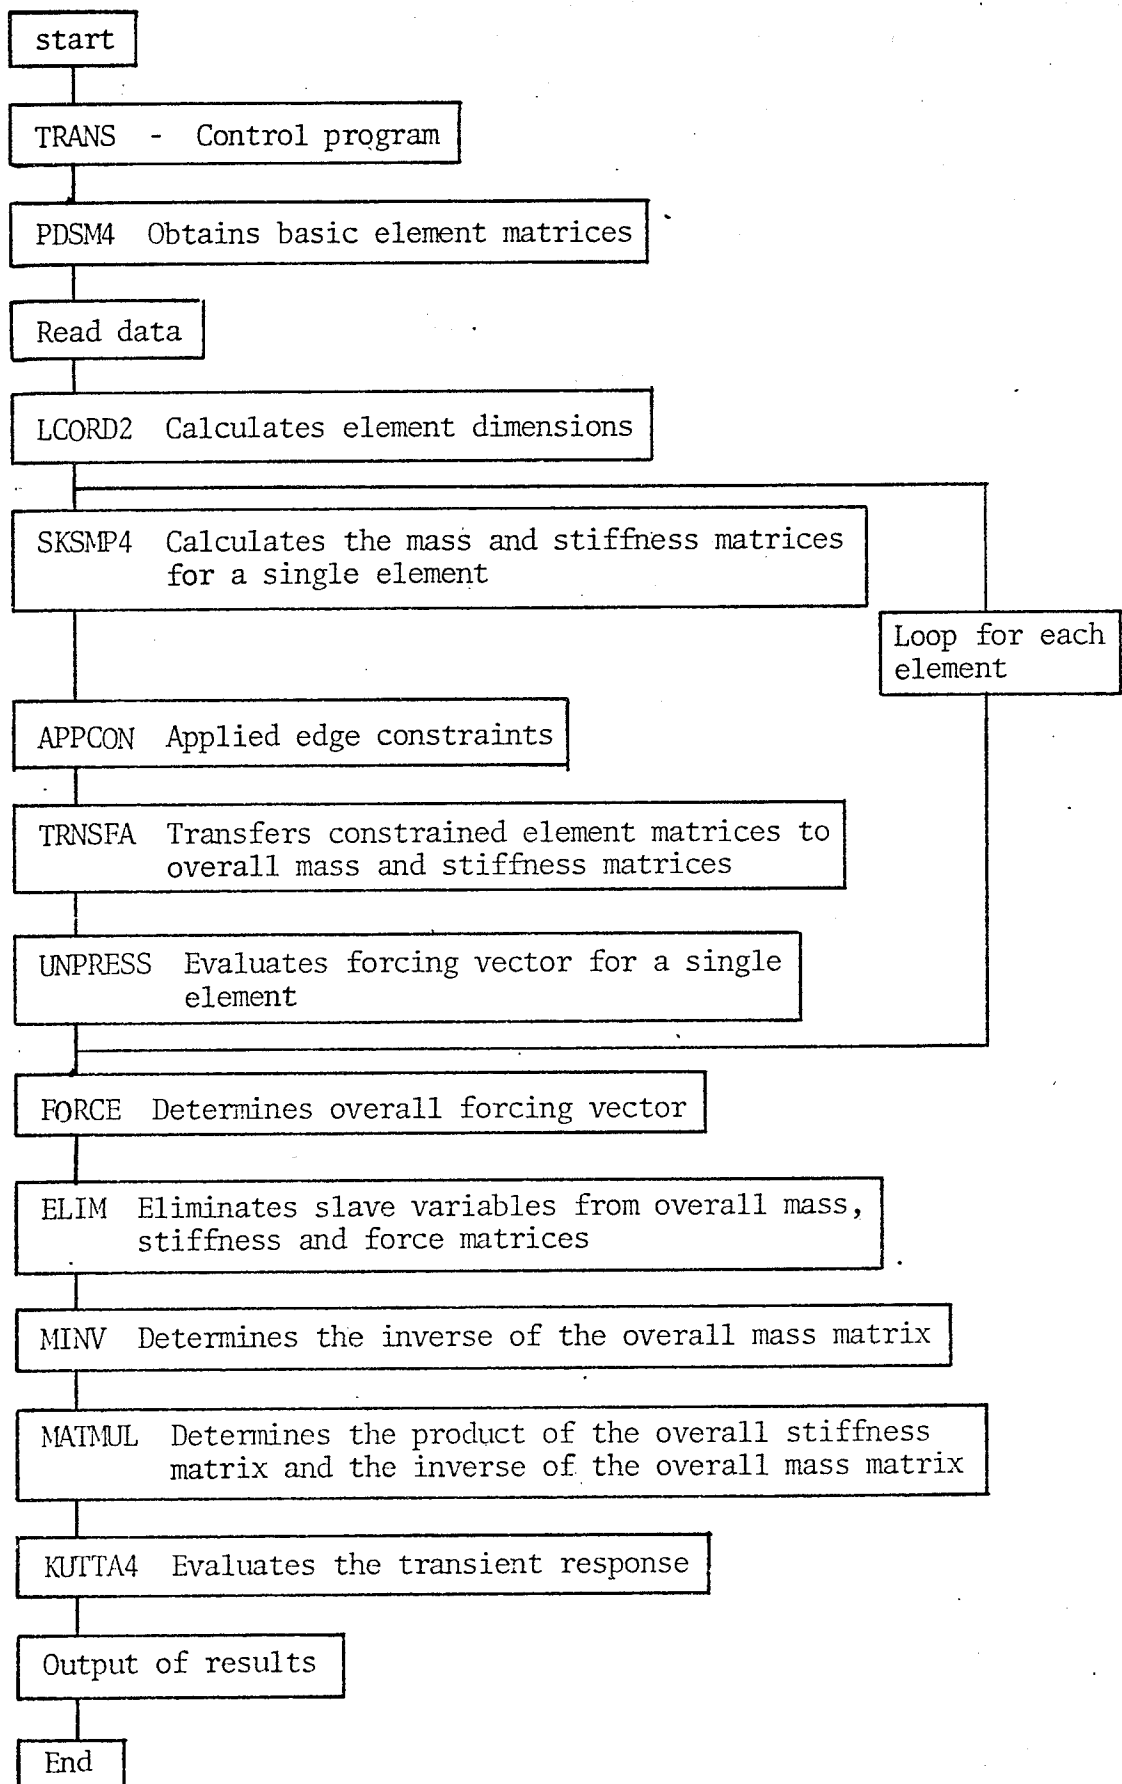 start
TRANS - Control program
PDSM4 Obtains basic element matrices
Read data
LCORD2 Calculates element dimensions
SKSMP4 Calculates the mass and stiffness matrices
for a single element
Loop for each
element
APPCON Applied edge constraints
TRNSFA Transfers constrained element matrices to
overall mass and stiffness matrices
UNPRESS Evaluates forcing vector for a single
element
FORCE Determines overall forcing vector
ELIM Eliminates slave variables from overall mass,
stiffness and force matrices
MINV Determines the inverse of the overall mass matrix
MATMUL Determines the product of the overall stiffness
matrix and the inverse of the overall mass matrix
KUTTA4 Evaluates the transient response
Output of results
End